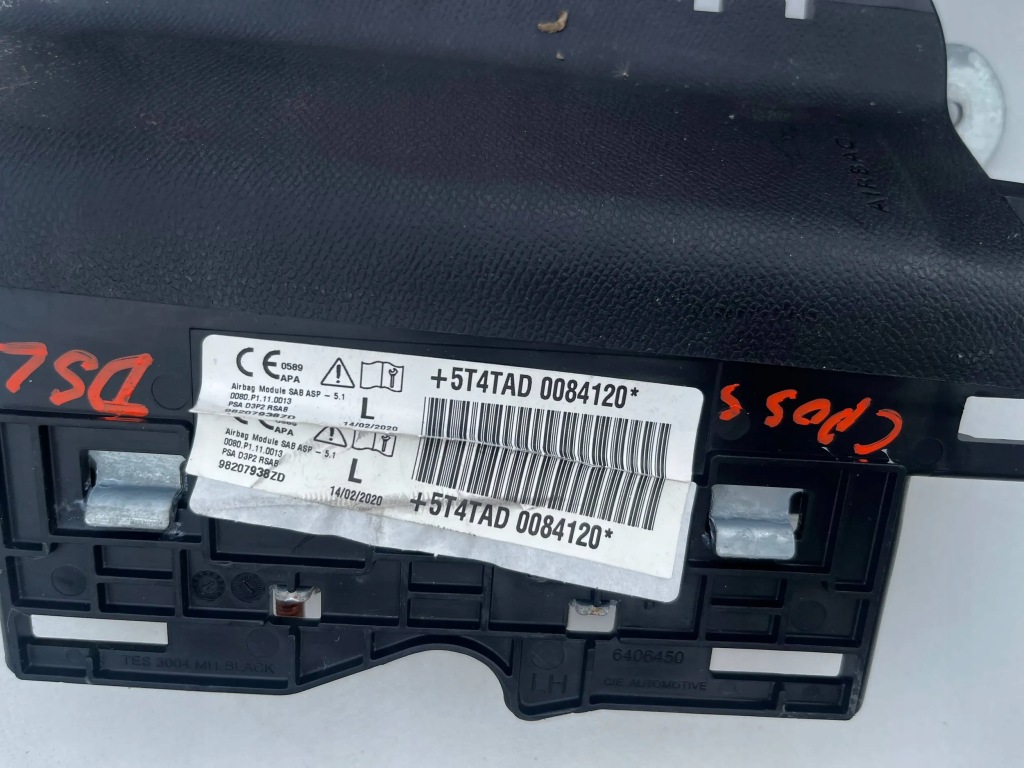 AIRBAG
DSL
CROSS
CE 0589
APA
Airbag Module SAB ASP - 5.1
0080.P1.11.0013
PSA D3P2 RSAB
98207938ZD
L
14/02/2020
+5T4TAD 0084120*
APA
Airbag Module SAB ASP - 5.1
0080.P1.11.0013
PSA D3P2 RSAB
98207938ZD
L
14/02/2020
+5T4TAD 0084120*
TES 3004 MU BLACK
LH
6406450
CIE AUTOMOTIVE